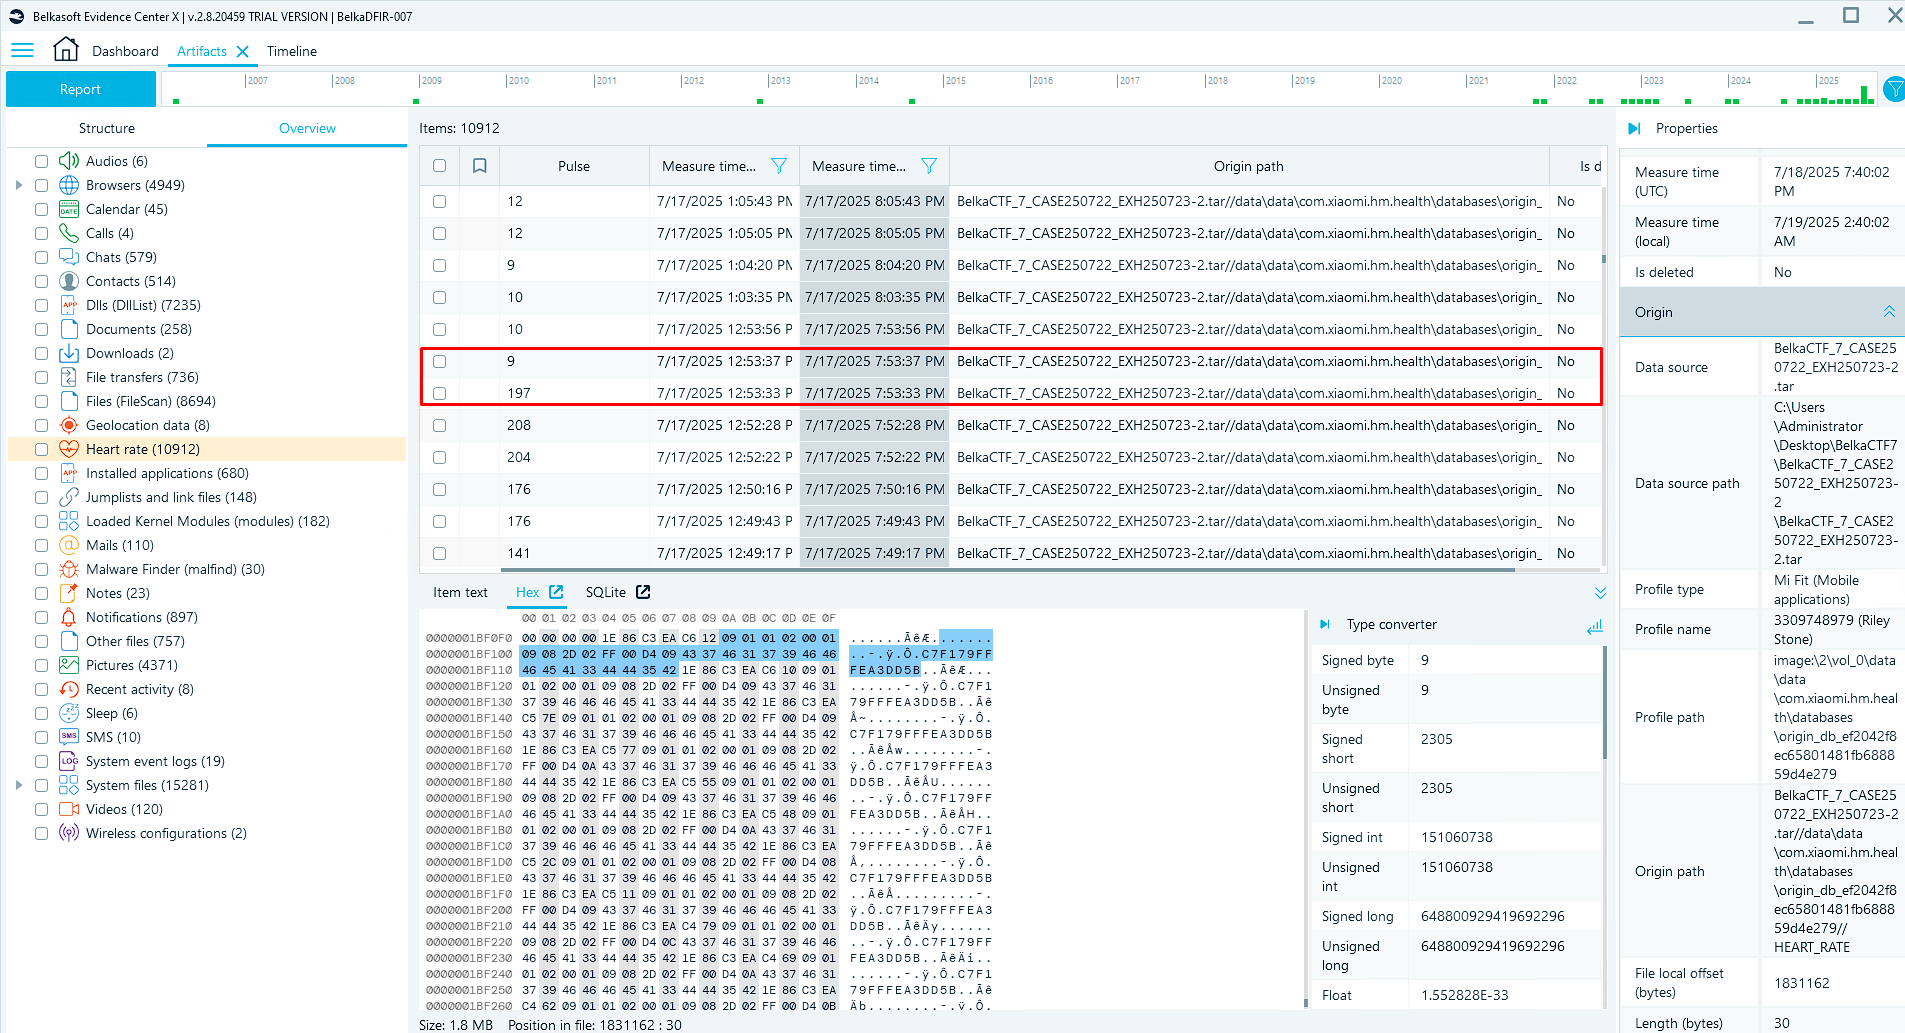 Belkasoft Evidence Center X | v.2.8.20459 TRIAL VERSION | BelkaDFIR-007
Dashboard Artifacts Timeline
Report
2007 2008 2009 2010 2011 2012 2013 2014 2015 2016 2017 2018 2019 2020 2021 2022 2023 2024 2025
Structure Overview
Audios (6)
Browsers (4949)
Calendar (45)
Calls (4)
Chats (579)
Contacts (514)
Dlls (DllList) (7235)
Documents (258)
Downloads (2)
File transfers (736)
Files (FileScan) (8694)
Geolocation data (8)
Heart rate (10912)
Installed applications (680)
Jumplists and link files (148)
Loaded Kernel Modules (modules) (182)
Mails (110)
Malware Finder (malfind) (30)
Notes (23)
Notifications (897)
Other files (757)
Pictures (4371)
Recent activity (8)
Sleep (6)
SMS (10)
System event logs (19)
System files (15281)
Videos (120)
Wireless configurations (2)
Items: 10912
Pulse Measure time... Measure time... Origin path Is d
12 7/17/2025 1:05:43 PM 7/17/2025 8:05:43 PM BelkaCTF_7_CASE250722_EXH250723-2.tar//data\data\com.xiaomi.hm.health\databases\origin_ No
12 7/17/2025 1:05:05 PM 7/17/2025 8:05:05 PM BelkaCTF_7_CASE250722_EXH250723-2.tar//data\data\com.xiaomi.hm.health\databases\origin_ No
9 7/17/2025 1:04:20 PM 7/17/2025 8:04:20 PM BelkaCTF_7_CASE250722_EXH250723-2.tar//data\data\com.xiaomi.hm.health\databases\origin_ No
10 7/17/2025 1:03:35 PM 7/17/2025 8:03:35 PM BelkaCTF_7_CASE250722_EXH250723-2.tar//data\data\com.xiaomi.hm.health\databases\origin_ No
10 7/17/2025 12:53:56 P 7/17/2025 7:53:56 PM BelkaCTF_7_CASE250722_EXH250723-2.tar//data\data\com.xiaomi.hm.health\databases\origin_ No
9 7/17/2025 12:53:37 P 7/17/2025 7:53:37 PM BelkaCTF_7_CASE250722_EXH250723-2.tar//data\data\com.xiaomi.hm.health\databases\origin_ No
197 7/17/2025 12:53:33 P 7/17/2025 7:53:33 PM BelkaCTF_7_CASE250722_EXH250723-2.tar//data\data\com.xiaomi.hm.health\databases\origin_ No
208 7/17/2025 12:52:28 P 7/17/2025 7:52:28 PM BelkaCTF_7_CASE250722_EXH250723-2.tar//data\data\com.xiaomi.hm.health\databases\origin_ No
204 7/17/2025 12:52:22 P 7/17/2025 7:52:22 PM BelkaCTF_7_CASE250722_EXH250723-2.tar//data\data\com.xiaomi.hm.health\databases\origin_ No
176 7/17/2025 12:50:16 P 7/17/2025 7:50:16 PM BelkaCTF_7_CASE250722_EXH250723-2.tar//data\data\com.xiaomi.hm.health\databases\origin_ No
176 7/17/2025 12:49:43 P 7/17/2025 7:49:43 PM BelkaCTF_7_CASE250722_EXH250723-2.tar//data\data\com.xiaomi.hm.health\databases\origin_ No
141 7/17/2025 12:49:17 P 7/17/2025 7:49:17 PM BelkaCTF_7_CASE250722_EXH250723-2.tar//data\data\com.xiaomi.hm.health\databases\origin_ No
Item text Hex SQLite
00 01 02 03 04 05 06 07 08 09 0A 0B 0C 0D 0E 0F
0000001BF0F0 00 00 00 00 1E 86 C3 EA C6 12 09 01 01 02 00 01 ......ÃêÆ.......
0000001BF100 09 08 2D 02 FF 00 D4 09 43 37 46 31 37 39 46 46 ..-.ÿ.Ô.C7F179FF
0000001BF110 46 45 41 33 44 44 35 42 1E 86 C3 EA C6 10 09 01 FEA3DD5B..ÃêÆ...
0000001BF120 01 02 00 01 09 08 2D 02 FF 00 D4 09 43 37 46 31 ......-.ÿ.Ô.C7F1
0000001BF130 37 39 46 46 46 45 41 33 44 44 35 42 1E 86 C3 EA 79FFFEA3DD5B..Ãê
0000001BF140 C5 7E 09 01 01 02 00 01 09 08 2D 02 FF 00 D4 09 Å~........-.ÿ.Ô.
0000001BF150 43 37 46 31 37 39 46 46 46 45 41 33 44 44 35 42 C7F179FFFEA3DD5B
0000001BF160 1E 86 C3 EA C5 77 09 01 01 02 00 01 09 08 2D 02 ..ÃêÅw........-.
0000001BF170 FF 00 D4 0A 43 37 46 31 37 39 46 46 46 45 41 33 ÿ.Ô.C7F179FFFEA3
0000001BF180 44 44 35 42 1E 86 C3 EA C5 55 09 01 01 02 00 01 DD5B..ÃêÅU......
0000001BF190 09 08 2D 02 FF 00 D4 09 43 37 46 31 37 39 46 46 ..-.ÿ.Ô.C7F179FF
0000001BF1A0 46 45 41 33 44 44 35 42 1E 86 C3 EA C5 48 09 01 FEA3DD5B..ÃêÅH..
0000001BF1B0 01 02 00 01 09 08 2D 02 FF 00 D4 0A 43 37 46 31 ......-.ÿ.Ô.C7F1
0000001BF1C0 37 39 46 46 46 45 41 33 44 44 35 42 1E 86 C3 EA 79FFFEA3DD5B..Ãê
0000001BF1D0 C5 2C 09 01 01 02 00 01 09 08 2D 02 FF 00 D4 08 Å,........-.ÿ.Ô.
0000001BF1E0 43 37 46 31 37 39 46 46 46 45 41 33 44 44 35 42 C7F179FFFEA3DD5B
0000001BF1F0 1E 86 C3 EA C5 11 09 01 01 02 00 01 09 08 2D 02 ..ÃêÅ.........-.
0000001BF200 FF 00 D4 09 43 37 46 31 37 39 46 46 46 45 41 33 ÿ.Ô.C7F179FFFEA3
0000001BF210 44 44 35 42 1E 86 C3 EA C4 79 09 01 01 02 00 01 DD5B..ÃêÄy......
0000001BF220 09 08 2D 02 FF 00 D4 0C 43 37 46 31 37 39 46 46 ..-.ÿ.Ô.C7F179FF
0000001BF230 46 45 41 33 44 44 35 42 1E 86 C3 EA C4 69 09 01 FEA3DD5B..ÃêÄi..
0000001BF240 01 02 00 01 09 08 2D 02 FF 00 D4 0A 43 37 46 31 ......-.ÿ.Ô.C7F1
0000001BF250 37 39 46 46 46 45 41 33 44 44 35 42 1E 86 C3 EA 79FFFEA3DD5B..Ãê
0000001BF260 C4 62 09 01 01 02 00 01 09 08 2D 02 FF 00 D4 0B Äb........-.ÿ.Ô.
Size: 1.8 MB Position in file: 1831162 : 30
Type converter
Signed byte 9
Unsigned byte 9
Signed short 2305
Unsigned short 2305
Signed int 151060738
Unsigned int 151060738
Signed long 648800929419692296
Unsigned long 648800929419692296
Float 1.552828E-33
Properties
Measure time (UTC) 7/18/2025 7:40:02 PM
Measure time (local) 7/19/2025 2:40:02 AM
Is deleted No
Origin
Data source BelkaCTF_7_CASE250722_EXH250723-2.tar
Data source path C:\Users\Administrator\Desktop\BelkaCTF7\BelkaCTF_7_CASE250722_EXH250723-2\BelkaCTF_7_CASE250722_EXH250723-2.tar
Profile type Mi Fit (Mobile applications)
Profile name 3309748979 (Riley Stone)
Profile path image:\2\vol_0\data\data\com.xiaomi.hm.health\databases\origin_db_ef2042f8ec65801481fb688859d4e279
Origin path BelkaCTF_7_CASE250722_EXH250723-2.tar//data\data\com.xiaomi.hm.health\databases\origin_db_ef2042f8ec65801481fb688859d4e279//HEART_RATE
File local offset (bytes) 1831162
Length (bytes) 30